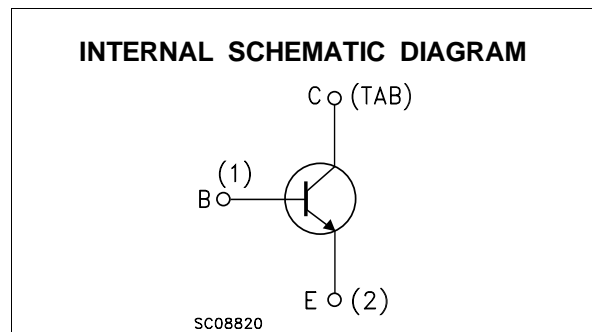 INTERNAL SCHEMATIC DIAGRAM
C (TAB)
(1)
B
E (2)
SC08820